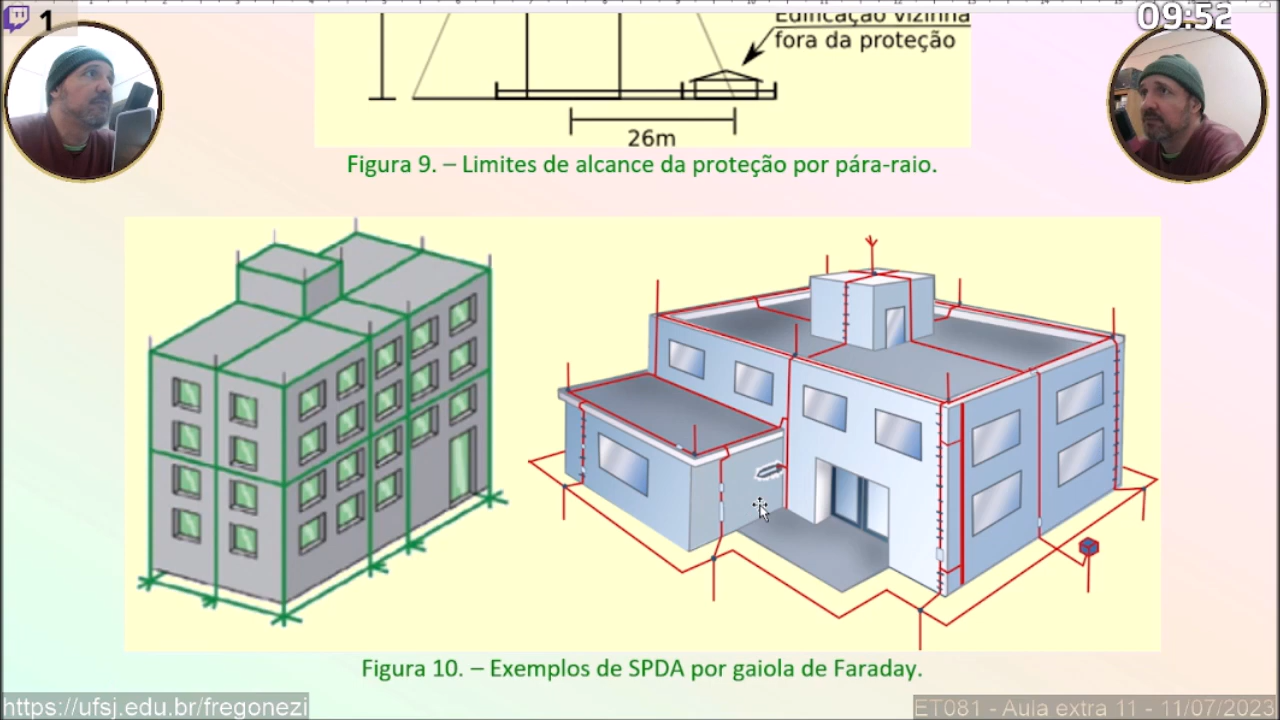 1
09:52
Edificação vizinha
fora da proteção
26m
Figura 9. – Limites de alcance da proteção por pára-raio.
Figura 10. – Exemplos de SPDA por gaiola de Faraday.
https://ufsj.edu.br/fregonezi
ET081 - Aula extra 11 - 11/07/2023